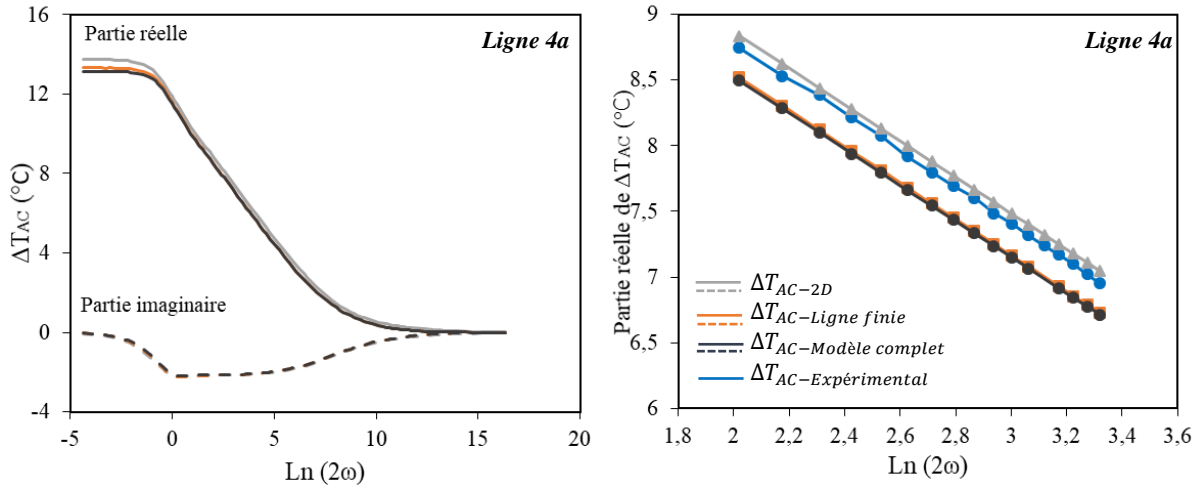 16
12
8
4
0
-4
-5
0
5
10
15
20
ΔTAC (°C)
Ln (2ω)
Partie réelle
Ligne 4a
Partie imaginaire
9
8,5
8
7,5
7
6,5
6
1,8
2
2,2
2,4
2,6
2,8
3
3,2
3,4
3,6
Partie réelle de ΔTAC (°C)
Ln (2ω)
Ligne 4a
ΔTAC−2D
ΔTAC−Ligne finie
ΔTAC−Modèle complet
ΔTAC−Expérimental